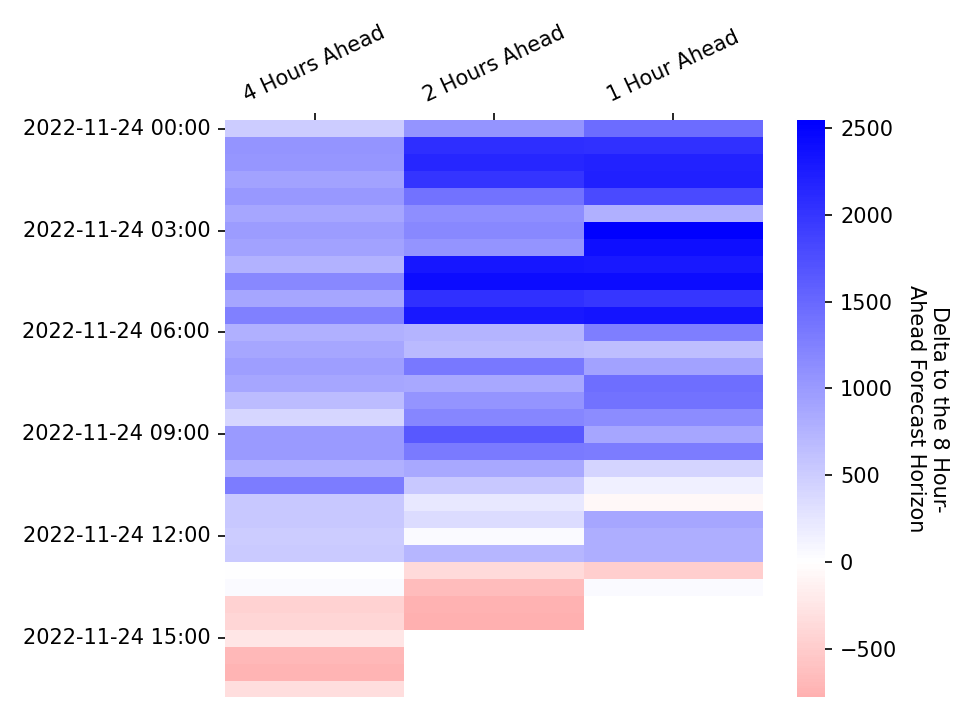 4 Hours Ahead
2 Hours Ahead
1 Hour Ahead
2022-11-24 00:00
2022-11-24 03:00
2022-11-24 06:00
2022-11-24 09:00
2022-11-24 12:00
2022-11-24 15:00
2500
2000
1500
1000
500
0
−500
Delta to the 8 Hour-
Ahead Forecast Horizon